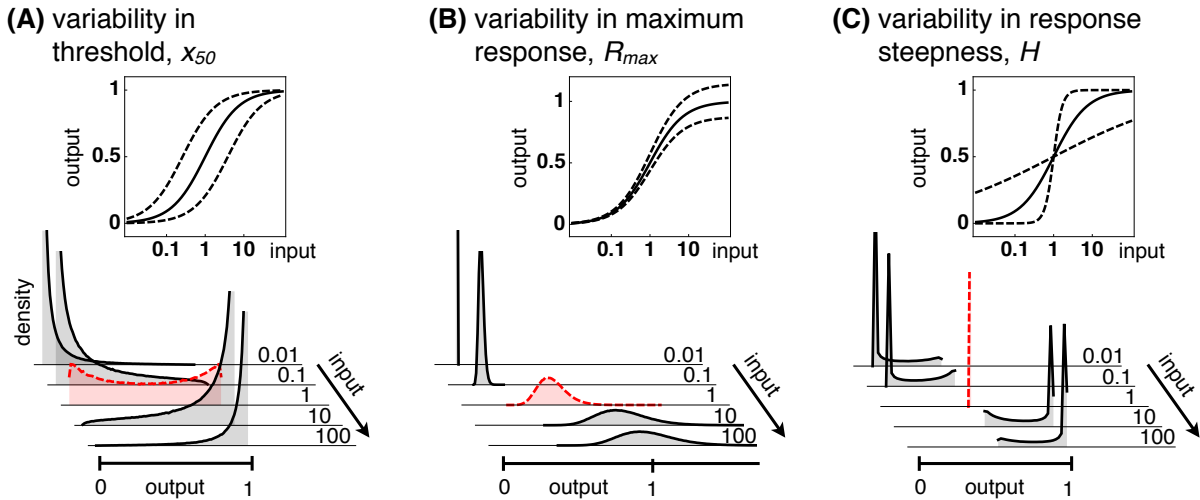 (A) variability in
threshold, x50
1
output
0.5
0
0.1 1 10 input
density
0.01
0.1
1
10
100
input
0 output 1
(B) variability in maximum
response, Rmax
1
output
0.5
0
0.1 1 10 input
0.01
0.1
1
10
100
input
0 output 1
(C) variability in response
steepness, H
1
output
0.5
0
0.1 1 10 input
0.01
0.1
1
10
100
input
0 output 1